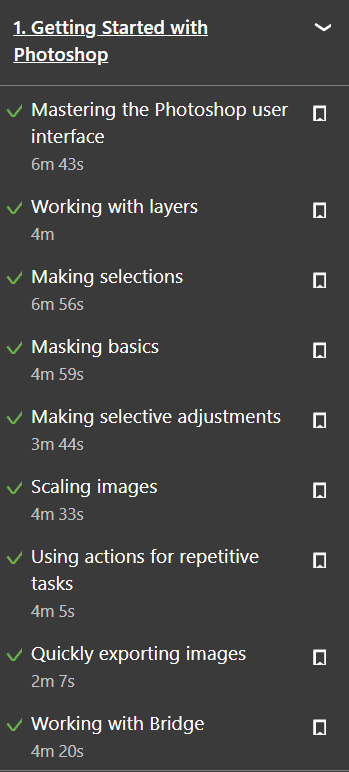 1. Getting Started with
Photoshop
Mastering the Photoshop user
interface
6m 43s
Working with layers
4m
Making selections
6m 56s
Masking basics
4m 59s
Making selective adjustments
3m 44s
Scaling images
4m 33s
Using actions for repetitive
tasks
4m 5s
Quickly exporting images
2m 7s
Working with Bridge
4m 20s